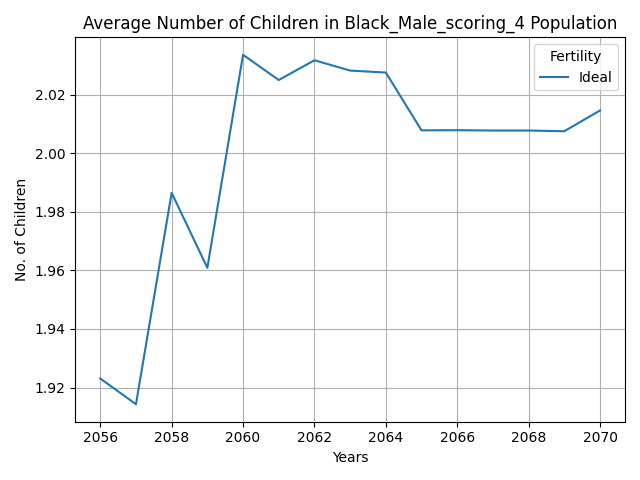 Average Number of Children in Black_Male_scoring_4 Population
Fertility
Ideal
No. of Children
2.02
2.00
1.98
1.96
1.94
1.92
2056 2058 2060 2062 2064 2066 2068 2070
Years